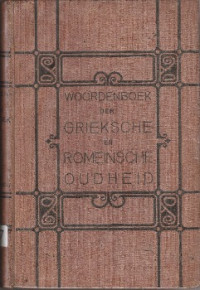 WOORDENBOEK
DER
GRIEKSCHE
EN
ROMEINSCHE
OUDHEID